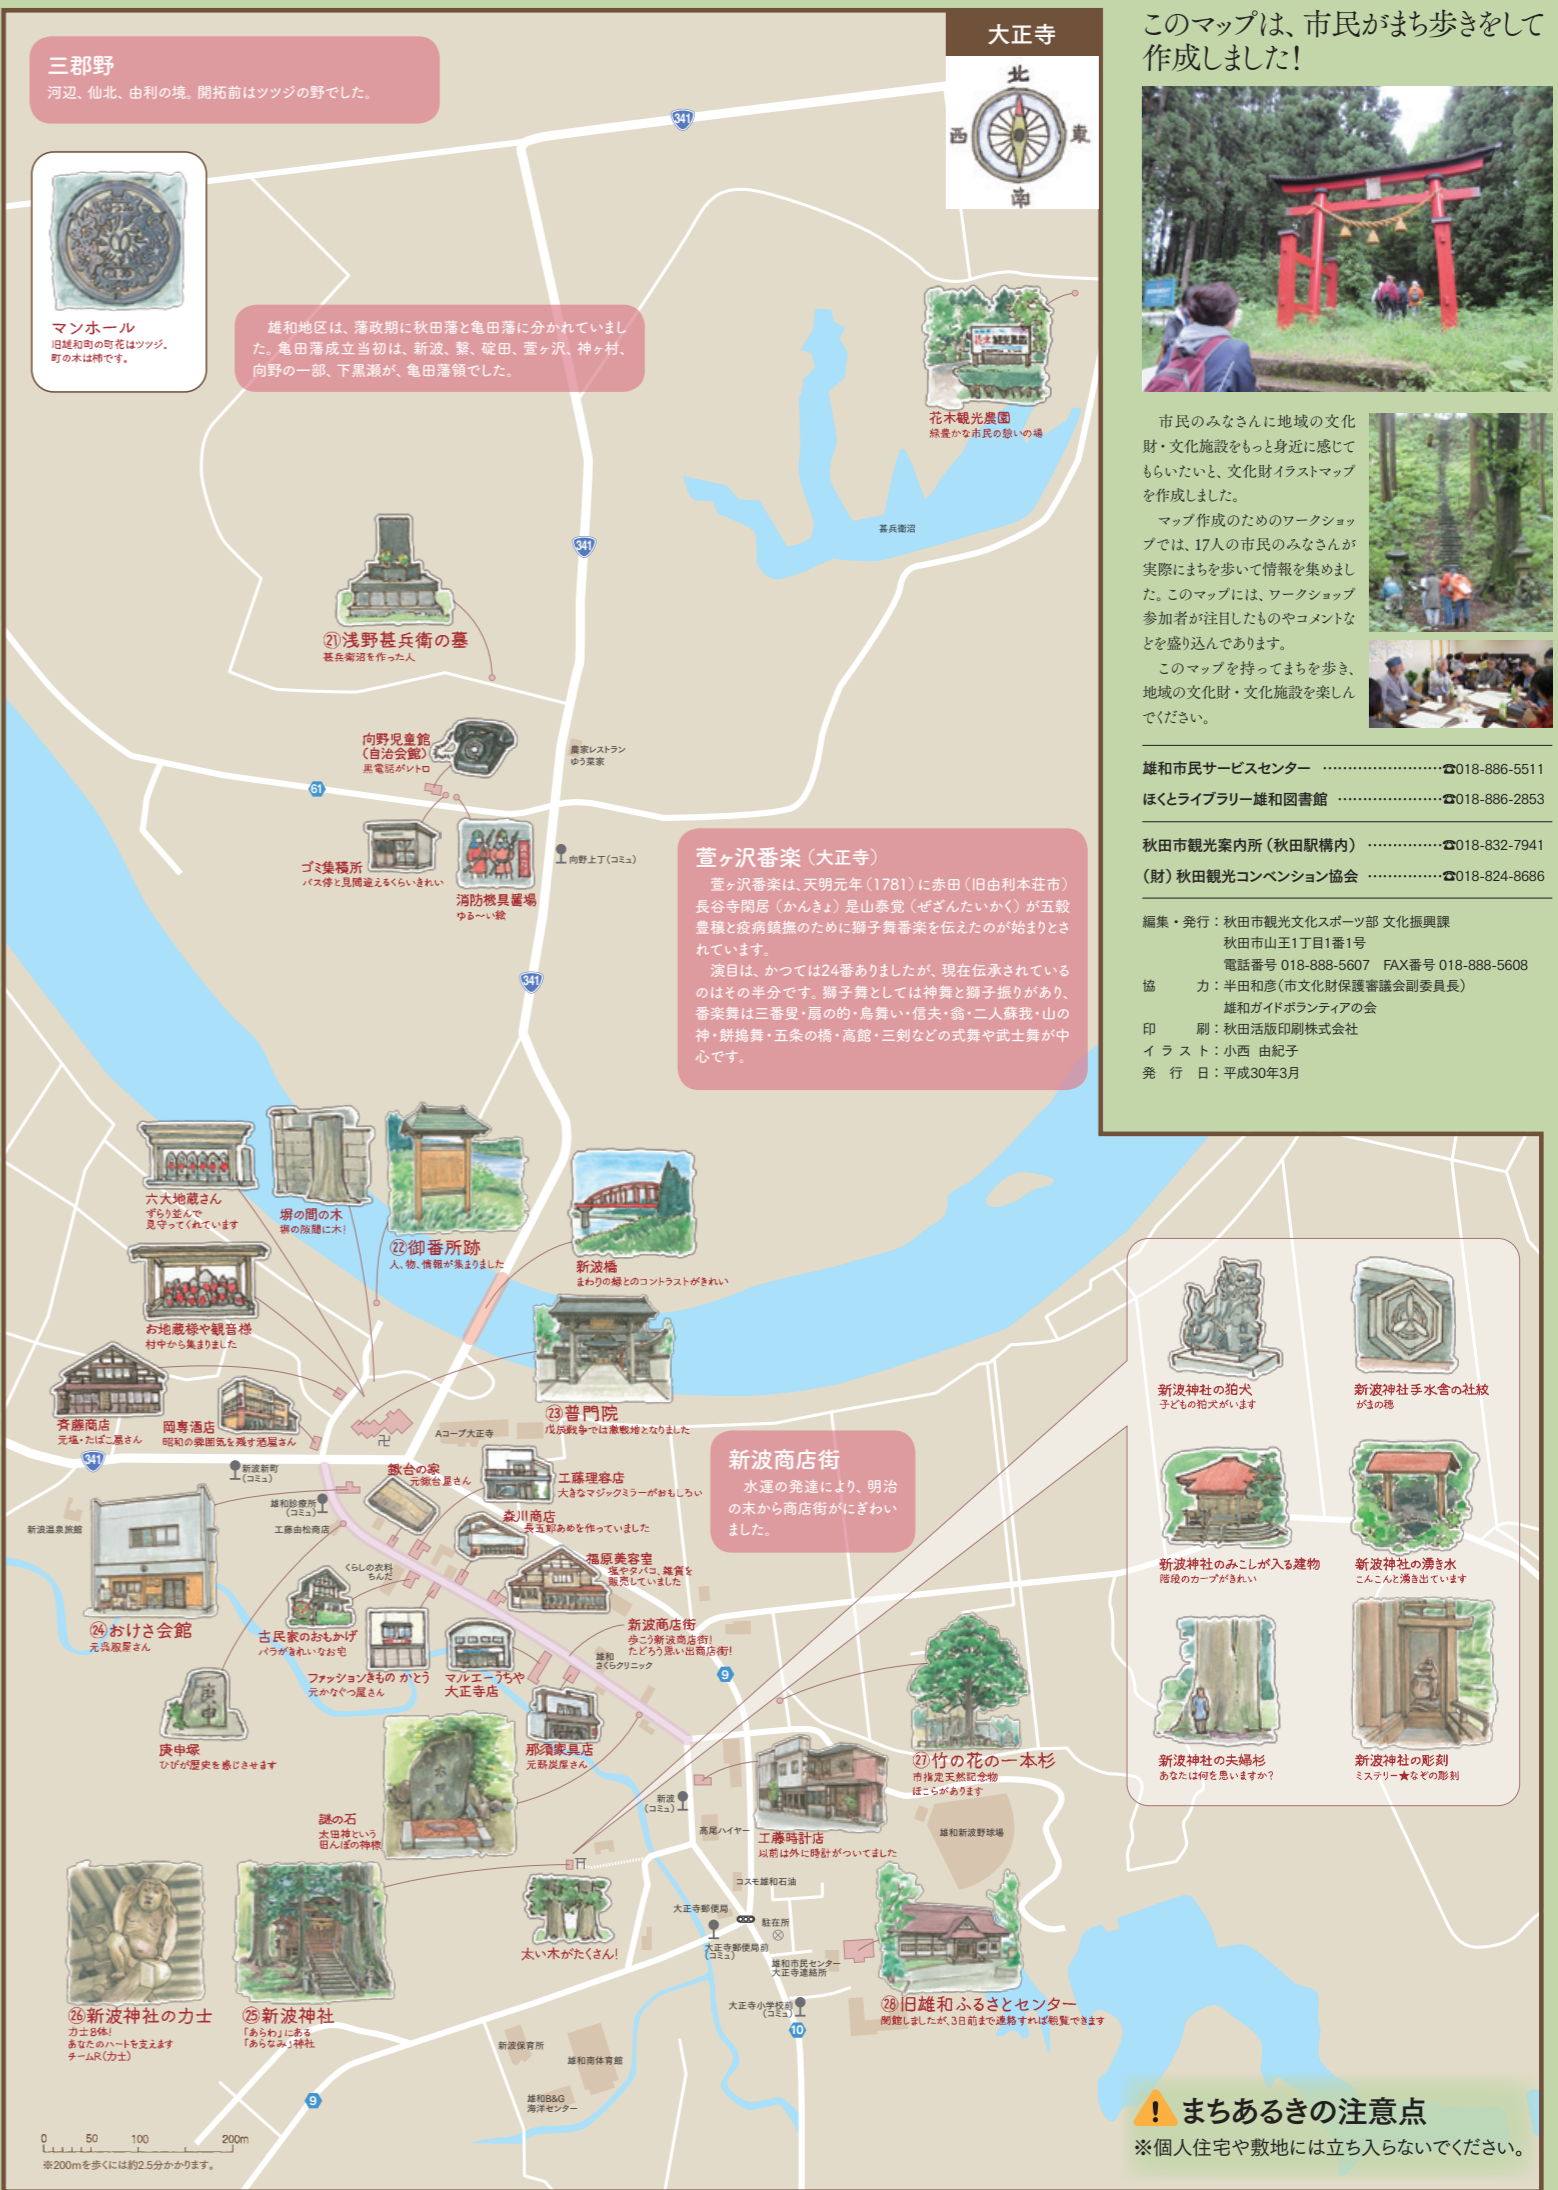 大正寺
北
西
東
南
三郡野
河辺、仙北、由利の境。開拓前はツツジの野でした。
341
マンホール
旧雄和町の町花はツツジ。
町の木は柿です。
雄和地区は、藩政期に秋田藩と亀田藩に分かれていまし
た。亀田藩成立当初は、新波、繋、碇田、萱ヶ沢、神ヶ村、
向野の一部、下黒瀬が、亀田藩領でした。
花木観光農園
緑豊かな市民の憩いの場
甚兵衛沼
341
㉑浅野甚兵衛の墓
甚兵衛沼を作った人
向野児童館
(自治会館)
黒電話がレトロ
農家レストラン
ゆう菜家
61
ゴミ集積所
バス停と見間違えるくらいきれい
消防機具置場
ゆる〜い絵
向野上丁(コミュ)
341
萱ヶ沢番楽(大正寺)
萱ヶ沢番楽は、天明元年(1781)に赤田(旧由利本荘市)
長谷寺閑居(かんきょ)是山泰覚(ぜざんたいかく)が五穀
豊穣と疫病鎮撫のために獅子舞番楽を伝えたのが始まりとさ
れています。
演目は、かつては24番ありましたが、現在伝承されている
のはその半分です。獅子舞としては神舞と獅子振りがあり、
番楽舞は三番叟・扇の的・鳥舞い・信夫・翁・二人蘇我・山の
神・餅搗舞・五条の橋・高館・三剣などの式舞や武士舞が中
心です。
六大地蔵さん
ずらり並んで
見守ってくれています
塀の間の木
塀の隙間に木!
㉒御番所跡
人、物、情報が集まりました
新波橋
まわりの緑とのコントラストがきれい
お地蔵様や観音様
村中から集まりました
斉藤商店
元塩・たばこ屋さん
岡専酒店
昭和の雰囲気を残す酒屋さん
㉓普門院
戊辰戦争では激戦地となりました
Aコープ大正寺
341
新波新町
(コミュ)
雄和診療所
(コミュ)
工藤由松商店
新波温泉旅館
鍬台の家
元鍬台屋さん
工藤理容店
大きなマジックミラーがおもしろい
森川商店
長五郎あめを作っていました
福原美容室
塩やタバコ、雑貨を
販売していました
くらしの衣料
ちんだ
新波商店街
水運の発達により、明治
の末から商店街がにぎわい
ました。
㉔おけさ会館
元呉服屋さん
古民家のおもかげ
バラがきれいなお宅
ファッションきもの かとう
元かなぐつ屋さん
マルエーうちや
大正寺店
新波商店街
歩こう新波商店街!
たどろう思い出商店街!
雄和
さくらクリニック
9
庚申
庚申塚
ひびが歴史を感じさせます
那須家具店
元薪炭屋さん
謎の石
太田神という
田んぼの神様
新波
(コミュ)
高尾ハイヤー
工藤時計店
以前は外に時計がついてました
㉗竹の花の一本杉
市指定天然記念物
ほこらがあります
雄和新波野球場
コスモ雄和石油
太い木がたくさん!
大正寺郵便局
駐在所
大正寺郵便局前
(コミュ)
雄和市民センター
大正寺連絡所
大正寺小学校前
(コミュ)
10
㉘旧雄和ふるさとセンター
閉館しましたが、3日前まで連絡すれば観覧できます
㉖新波神社の力士
力士8体!
あなたのハートを支えます
チームR(力士)
㉕新波神社
「あらわ」にある
「あらなみ」神社
新波保育所
雄和南体育館
雄和B&G
海洋センター
9
0 50 100 200m
※200mを歩くには約2.5分かかります。
新波神社の狛犬
子どもの狛犬がいます
新波神社手水舎の社紋
がまの穂
新波神社のみこしが入る建物
階段のカーブがきれい
新波神社の湧き水
こんこんと湧き出ています
新波神社の夫婦杉
あなたは何を思いますか?
新波神社の彫刻
ミステリー★なぞの彫刻
まちあるきの注意点
※個人住宅や敷地には立ち入らないでください。
このマップは、市民がまち歩きをして
作成しました!
市民のみなさんに地域の文化
財・文化施設をもっと身近に感じて
もらいたいと、文化財イラストマップ
を作成しました。
マップ作成のためのワークショッ
プでは、17人の市民のみなさんが
実際にまちを歩いて情報を集めまし
た。このマップには、ワークショップ
参加者が注目したものやコメントな
どを盛り込んであります。
このマップを持ってまちを歩き、
地域の文化財・文化施設を楽しん
でください。
雄和市民サービスセンター ……………………☎018-886-5511
ほくとライブラリー雄和図書館 …………………☎018-886-2853
秋田市観光案内所(秋田駅構内) ……………☎018-832-7941
(財)秋田観光コンベンション協会 ……………☎018-824-8686
編集・発行:秋田市観光文化スポーツ部 文化振興課
秋田市山王1丁目1番1号
電話番号 018-888-5607 FAX番号 018-888-5608
協 力:半田和彦(市文化財保護審議会副委員長)
雄和ガイドボランティアの会
印 刷:秋田活版印刷株式会社
イラスト:小西 由紀子
発 行 日:平成30年3月